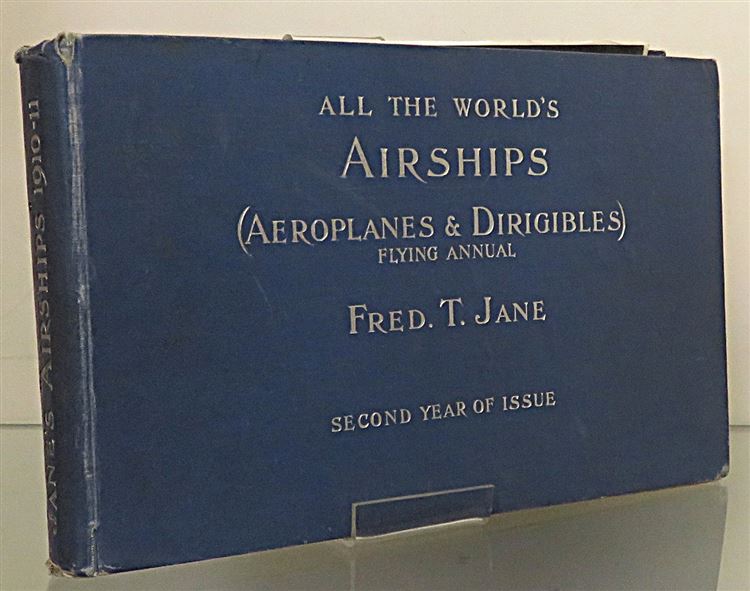 ALL THE WORLD'S
AIRSHIPS
(AEROPLANES & DIRIGIBLES)
FLYING ANNUAL
FRED. T. JANE
SECOND YEAR OF ISSUE
JANE'S AIRSHIPS" 1910-11